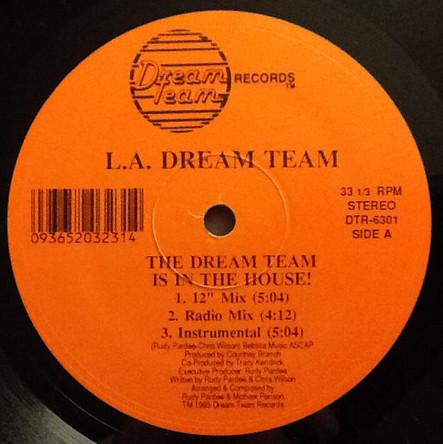 Dream
Team
RECORDS
TM
L.A. DREAM TEAM
33 1/3 RPM
STEREO
DTR-6301
SIDE A
093652032314
THE DREAM TEAM
IS IN THE HOUSE!
1. 12" Mix (5:04)
2. Radio Mix (4:12)
3. Instrumental (5:04)
(Rudy Pardee-Chris Wilson) Music ASCAP
Produced by Courtney Branch
Co-Produced by Tracy Kendrick
Executive Producer: Rudy Pardee
Written by Rudy Pardee & Chris Wilson
Arranged & Composed by
Rudy Pardee & Michael
TM 1985 Dream Team Records